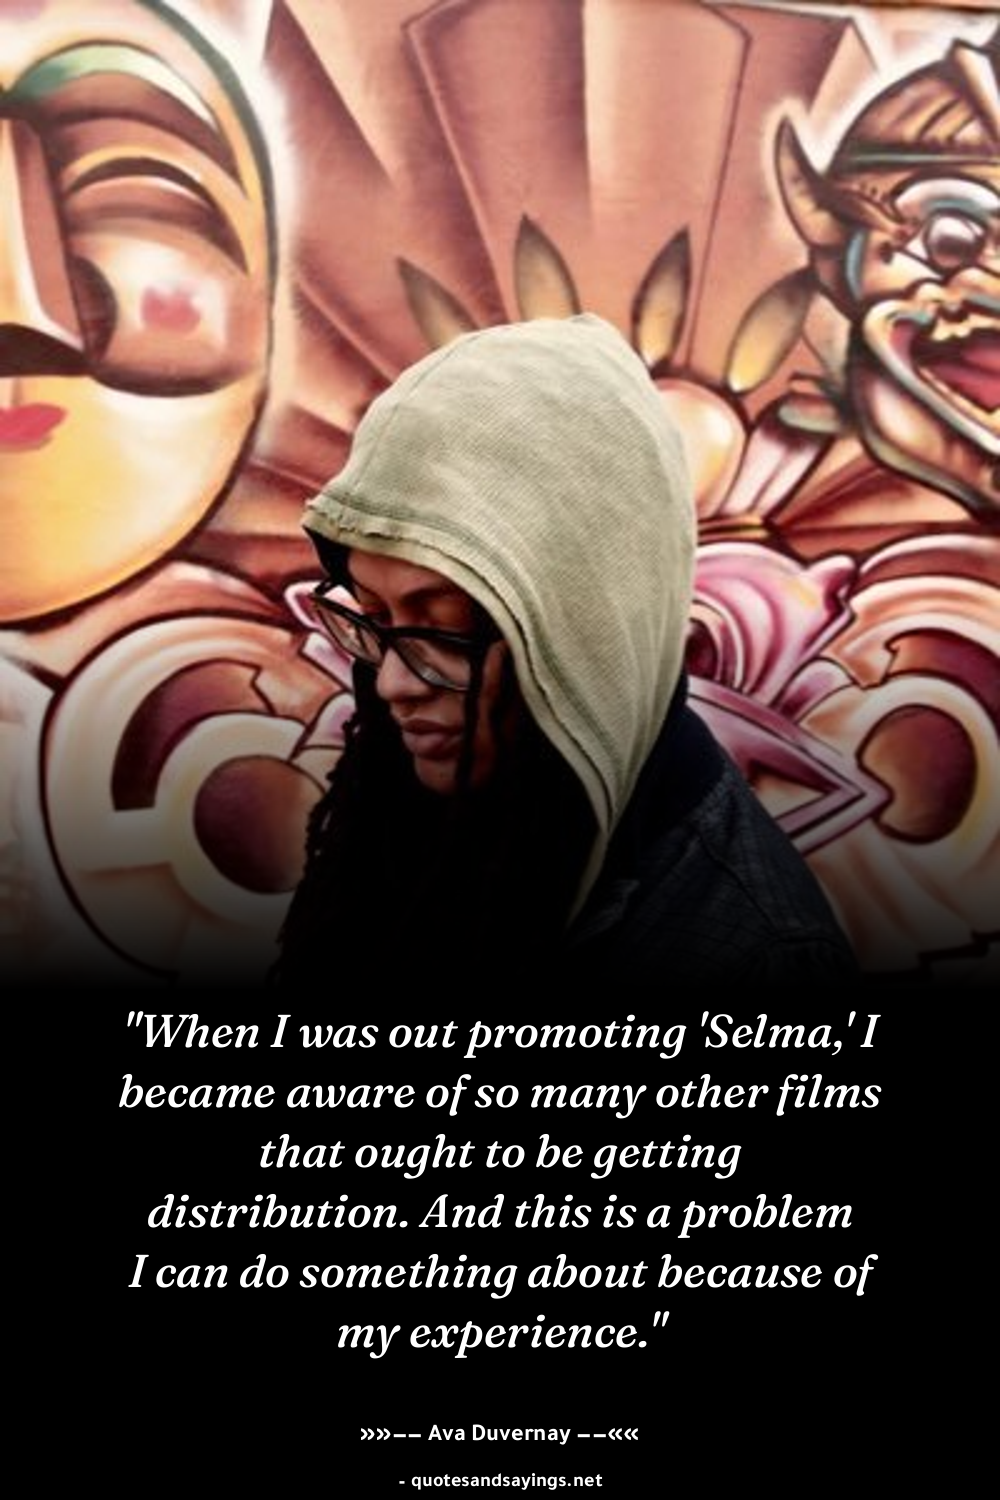 "When I was out promoting 'Selma,' I
became aware of so many other films
that ought to be getting
distribution. And this is a problem
I can do something about because of
my experience."
»»–– Ava Duvernay ––««
- quotesandsayings.net